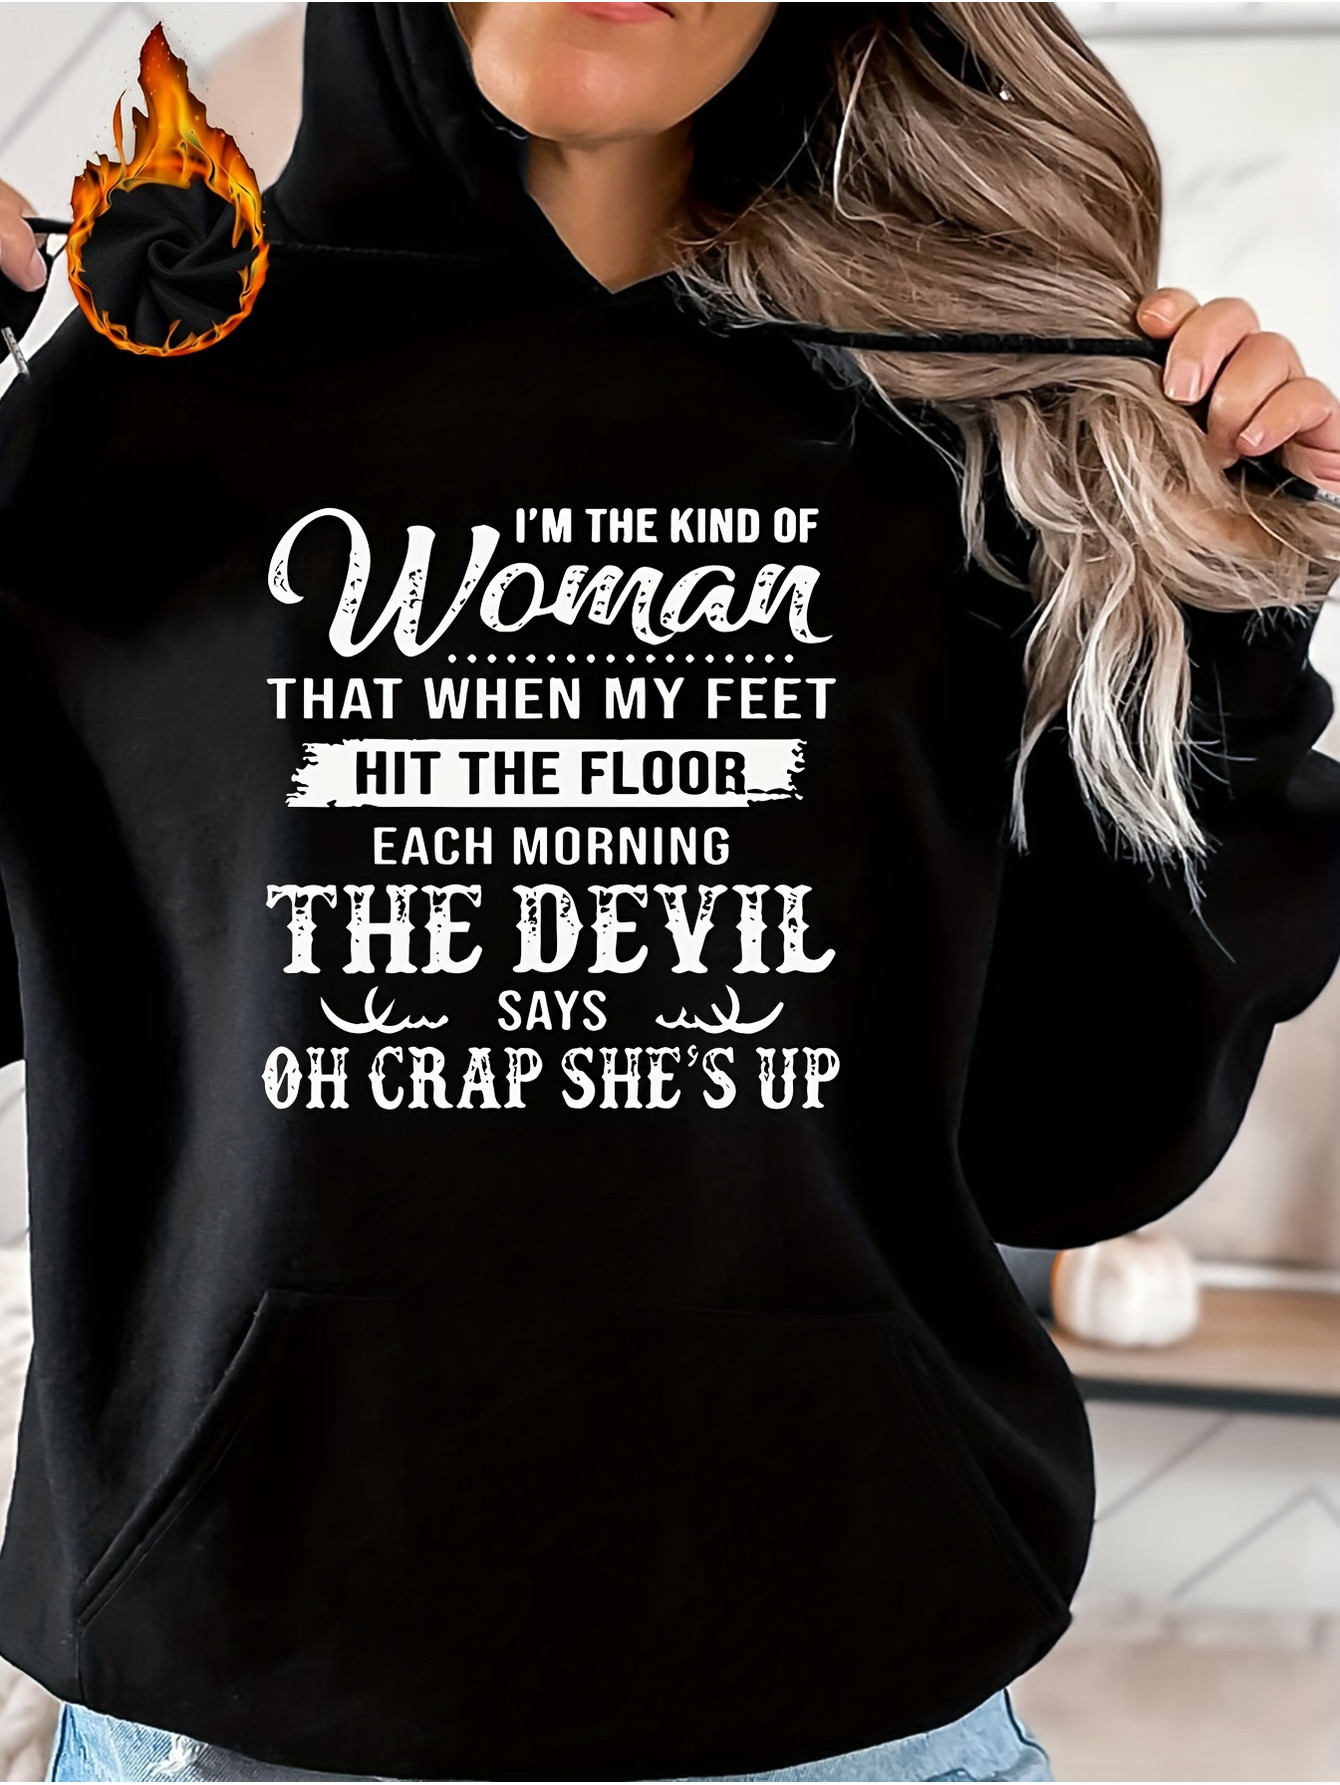 I'M THE KIND OF
Woman
THAT WHEN MY FEET
HIT THE FLOOR
EACH MORNING
THE DEVIL
SAYS
OH CRAP SHE'S UP